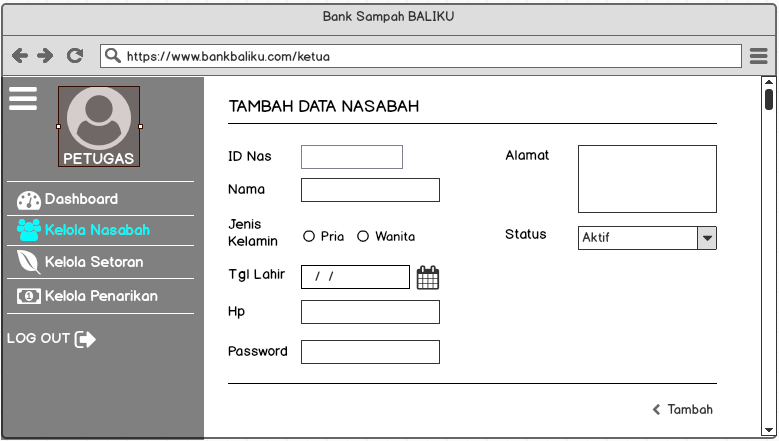 Bank Sampah BALIKU
https://www.bankbaliku.com/ketua
PETUGAS
Dashboard
Kelola Nasabah
Kelola Setoran
Kelola Penarikan
LOG OUT
TAMBAH DATA NASABAH
ID Nas
Nama
Jenis
Kelamin
Pria
Wanita
Tgl Lahir
/ /
Hp
Password
Alamat
Status
Aktif
Tambah